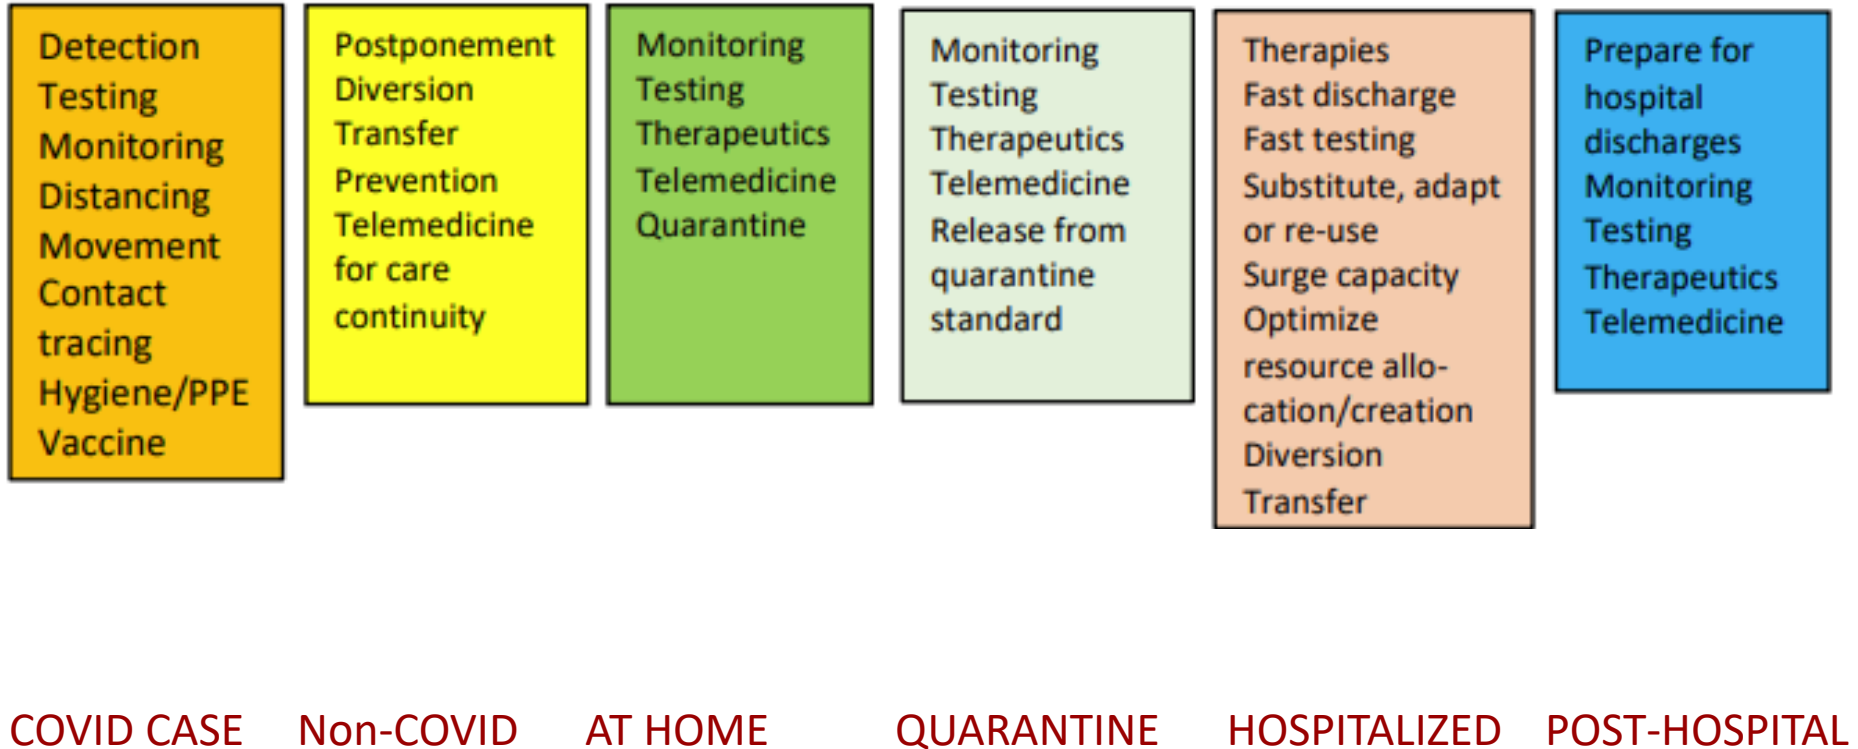 Detection
Testing
Monitoring
Distancing
Movement
Contact
tracing
Hygiene/PPE
Vaccine
Postponement
Diversion
Transfer
Prevention
Telemedicine
for care
continuity
Monitoring
Testing
Therapeutics
Telemedicine
Quarantine
Monitoring
Testing
Therapeutics
Telemedicine
Release from
quarantine
standard
Therapies
Fast discharge
Fast testing
Substitute, adapt
or re-use
Surge capacity
Optimize
resource allo-
cation/creation
Diversion
Transfer
Prepare for
hospital
discharges
Monitoring
Testing
Therapeutics
Telemedicine
COVID CASE
Non-COVID
AT HOME
QUARANTINE
HOSPITALIZED
POST-HOSPITAL